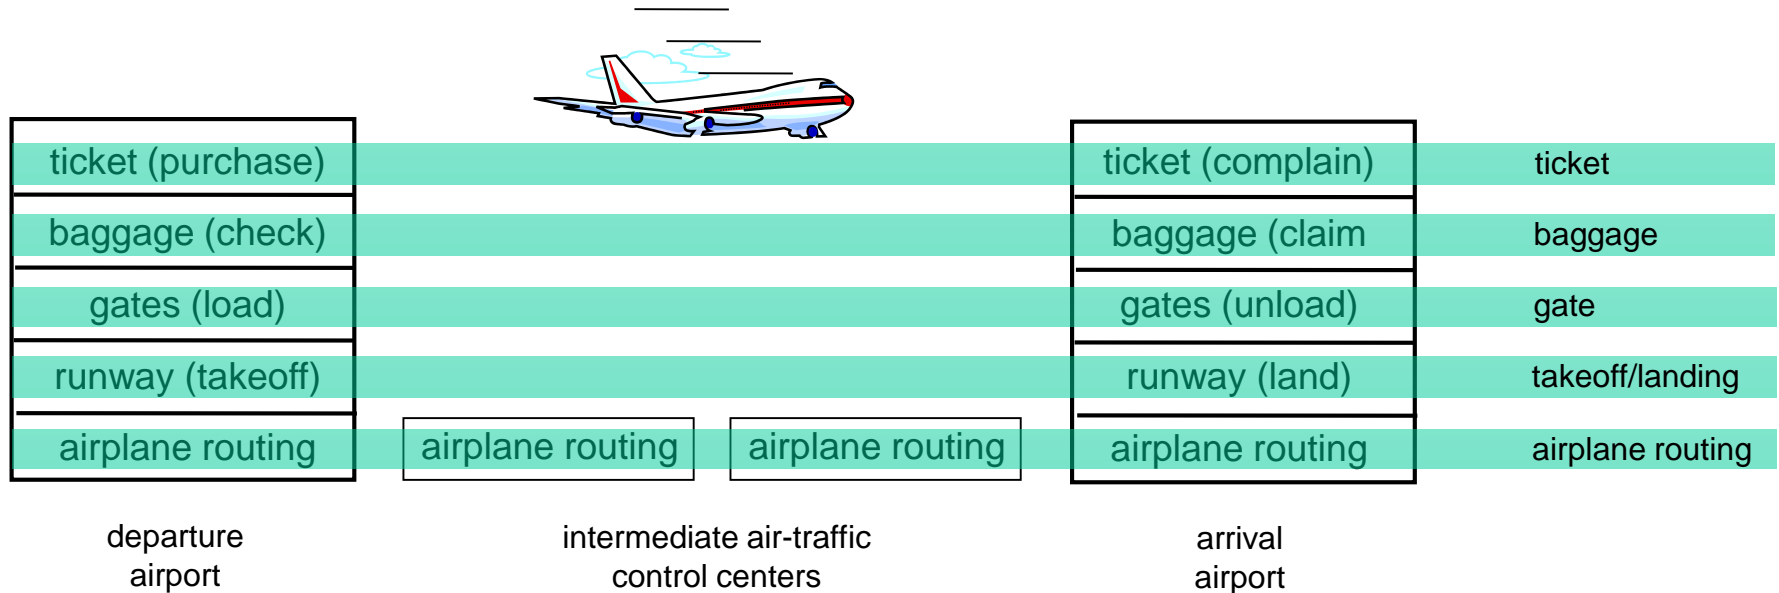 ticket (purchase)
ticket (complain)
ticket
baggage (check)
baggage (claim
baggage
gates (load)
gates (unload)
gate
runway (takeoff)
runway (land)
takeoff/landing
airplane routing
airplane routing
airplane routing
airplane routing
airplane routing
departure
airport
intermediate air-traffic
control centers
arrival
airport